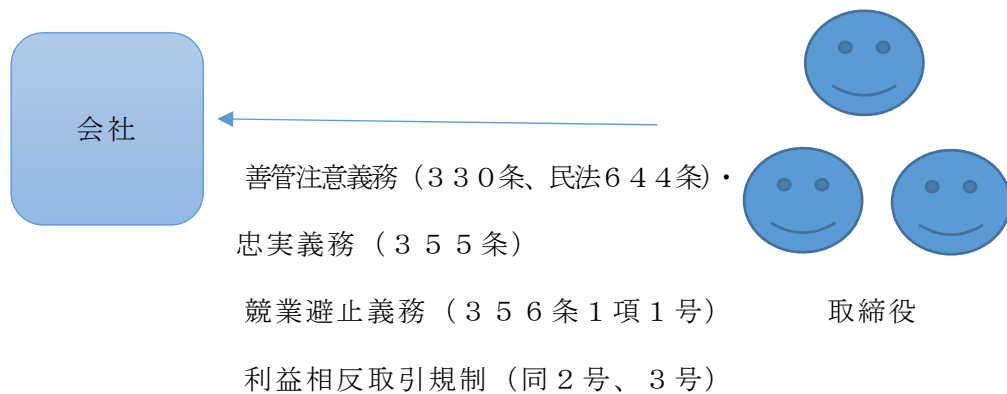 会社
善管注意義務（３３０条、民法６４４条）・
忠実義務（３５５条）
競業避止義務（３５６条１項１号）
取締役
利益相反取引規制（同２号、３号）